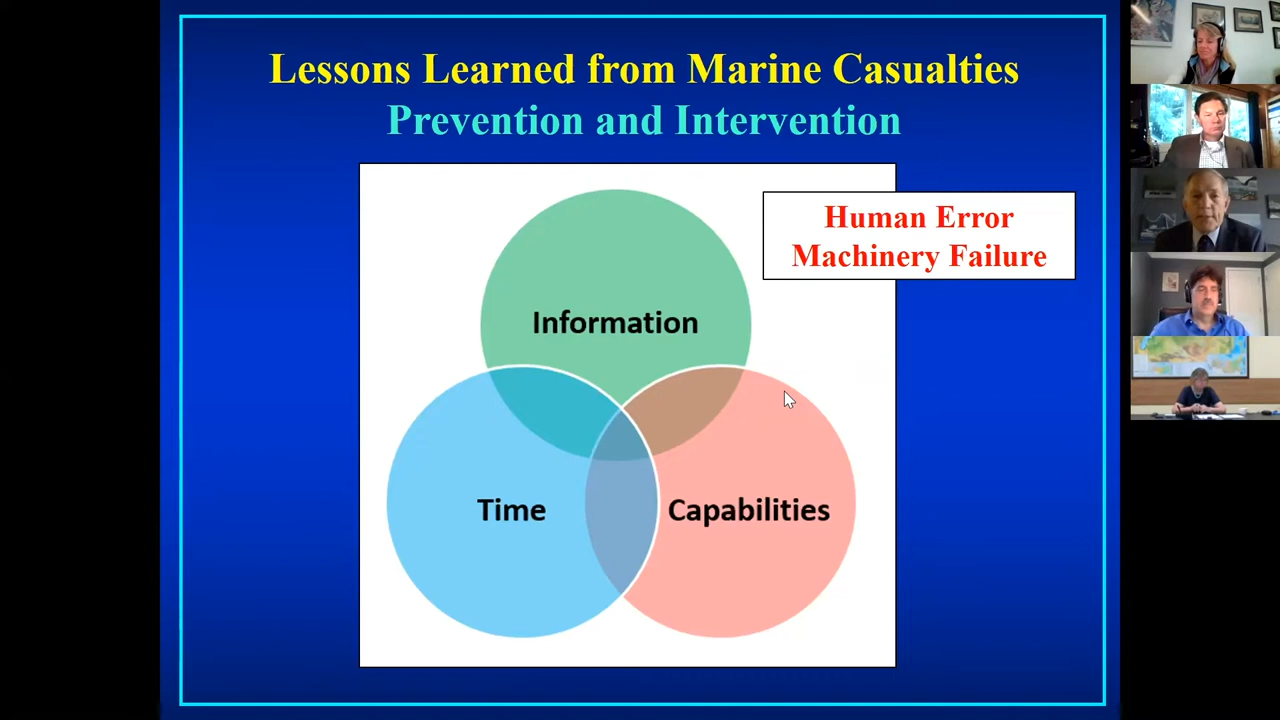 Lessons Learned from Marine Casualties
Prevention and Intervention
Human Error
Machinery Failure
Information
Time
Capabilities